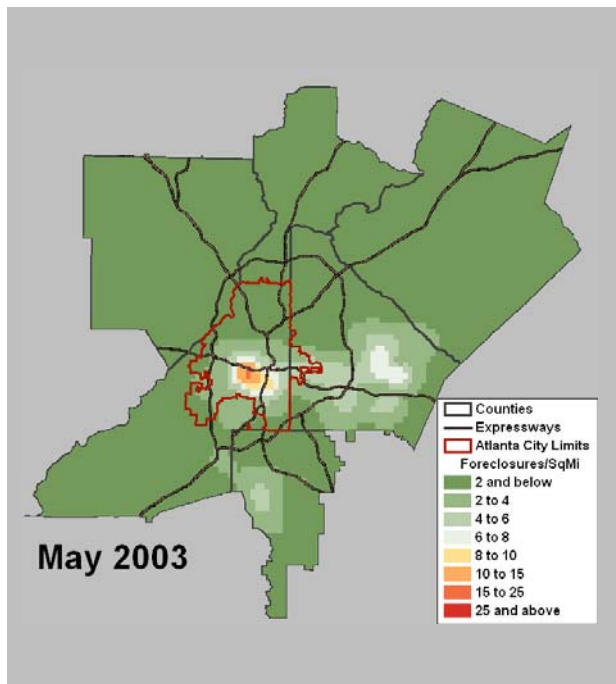 Counties
Expressways
Atlanta City Limits
Foreclosures/SqMi
2 and below
2 to 4
4 to 6
6 to 8
8 to 10
10 to 15
15 to 25
25 and above
May 2003